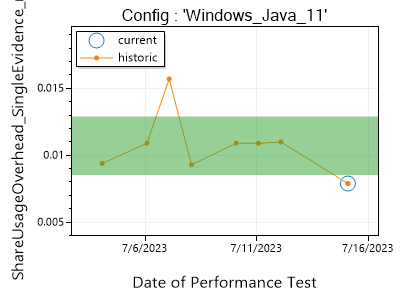 Config : 'Windows_Java_11'
current
historic
0.015
0.01
0.005
7/6/2023
7/11/2023
7/16/2023
Date of Performance Test
ShareUsageOverhead_SingleEvidence_